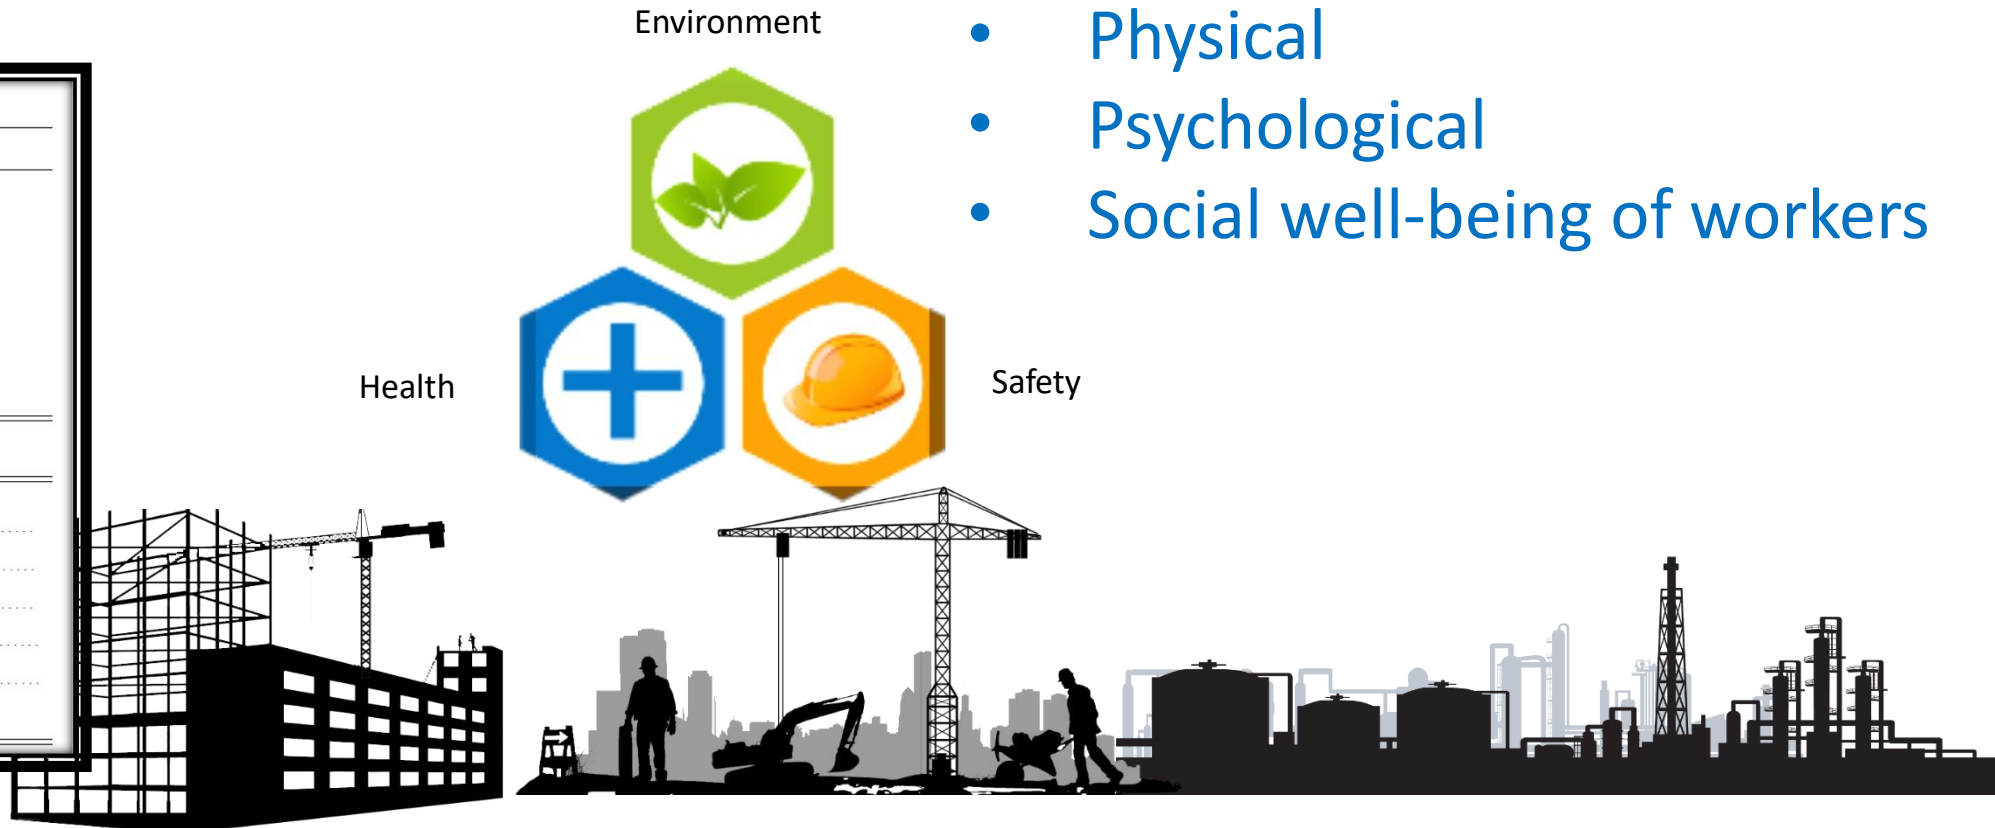 Environment
• Physical
• Psychological
• Social well-being of workers
Health
Safety